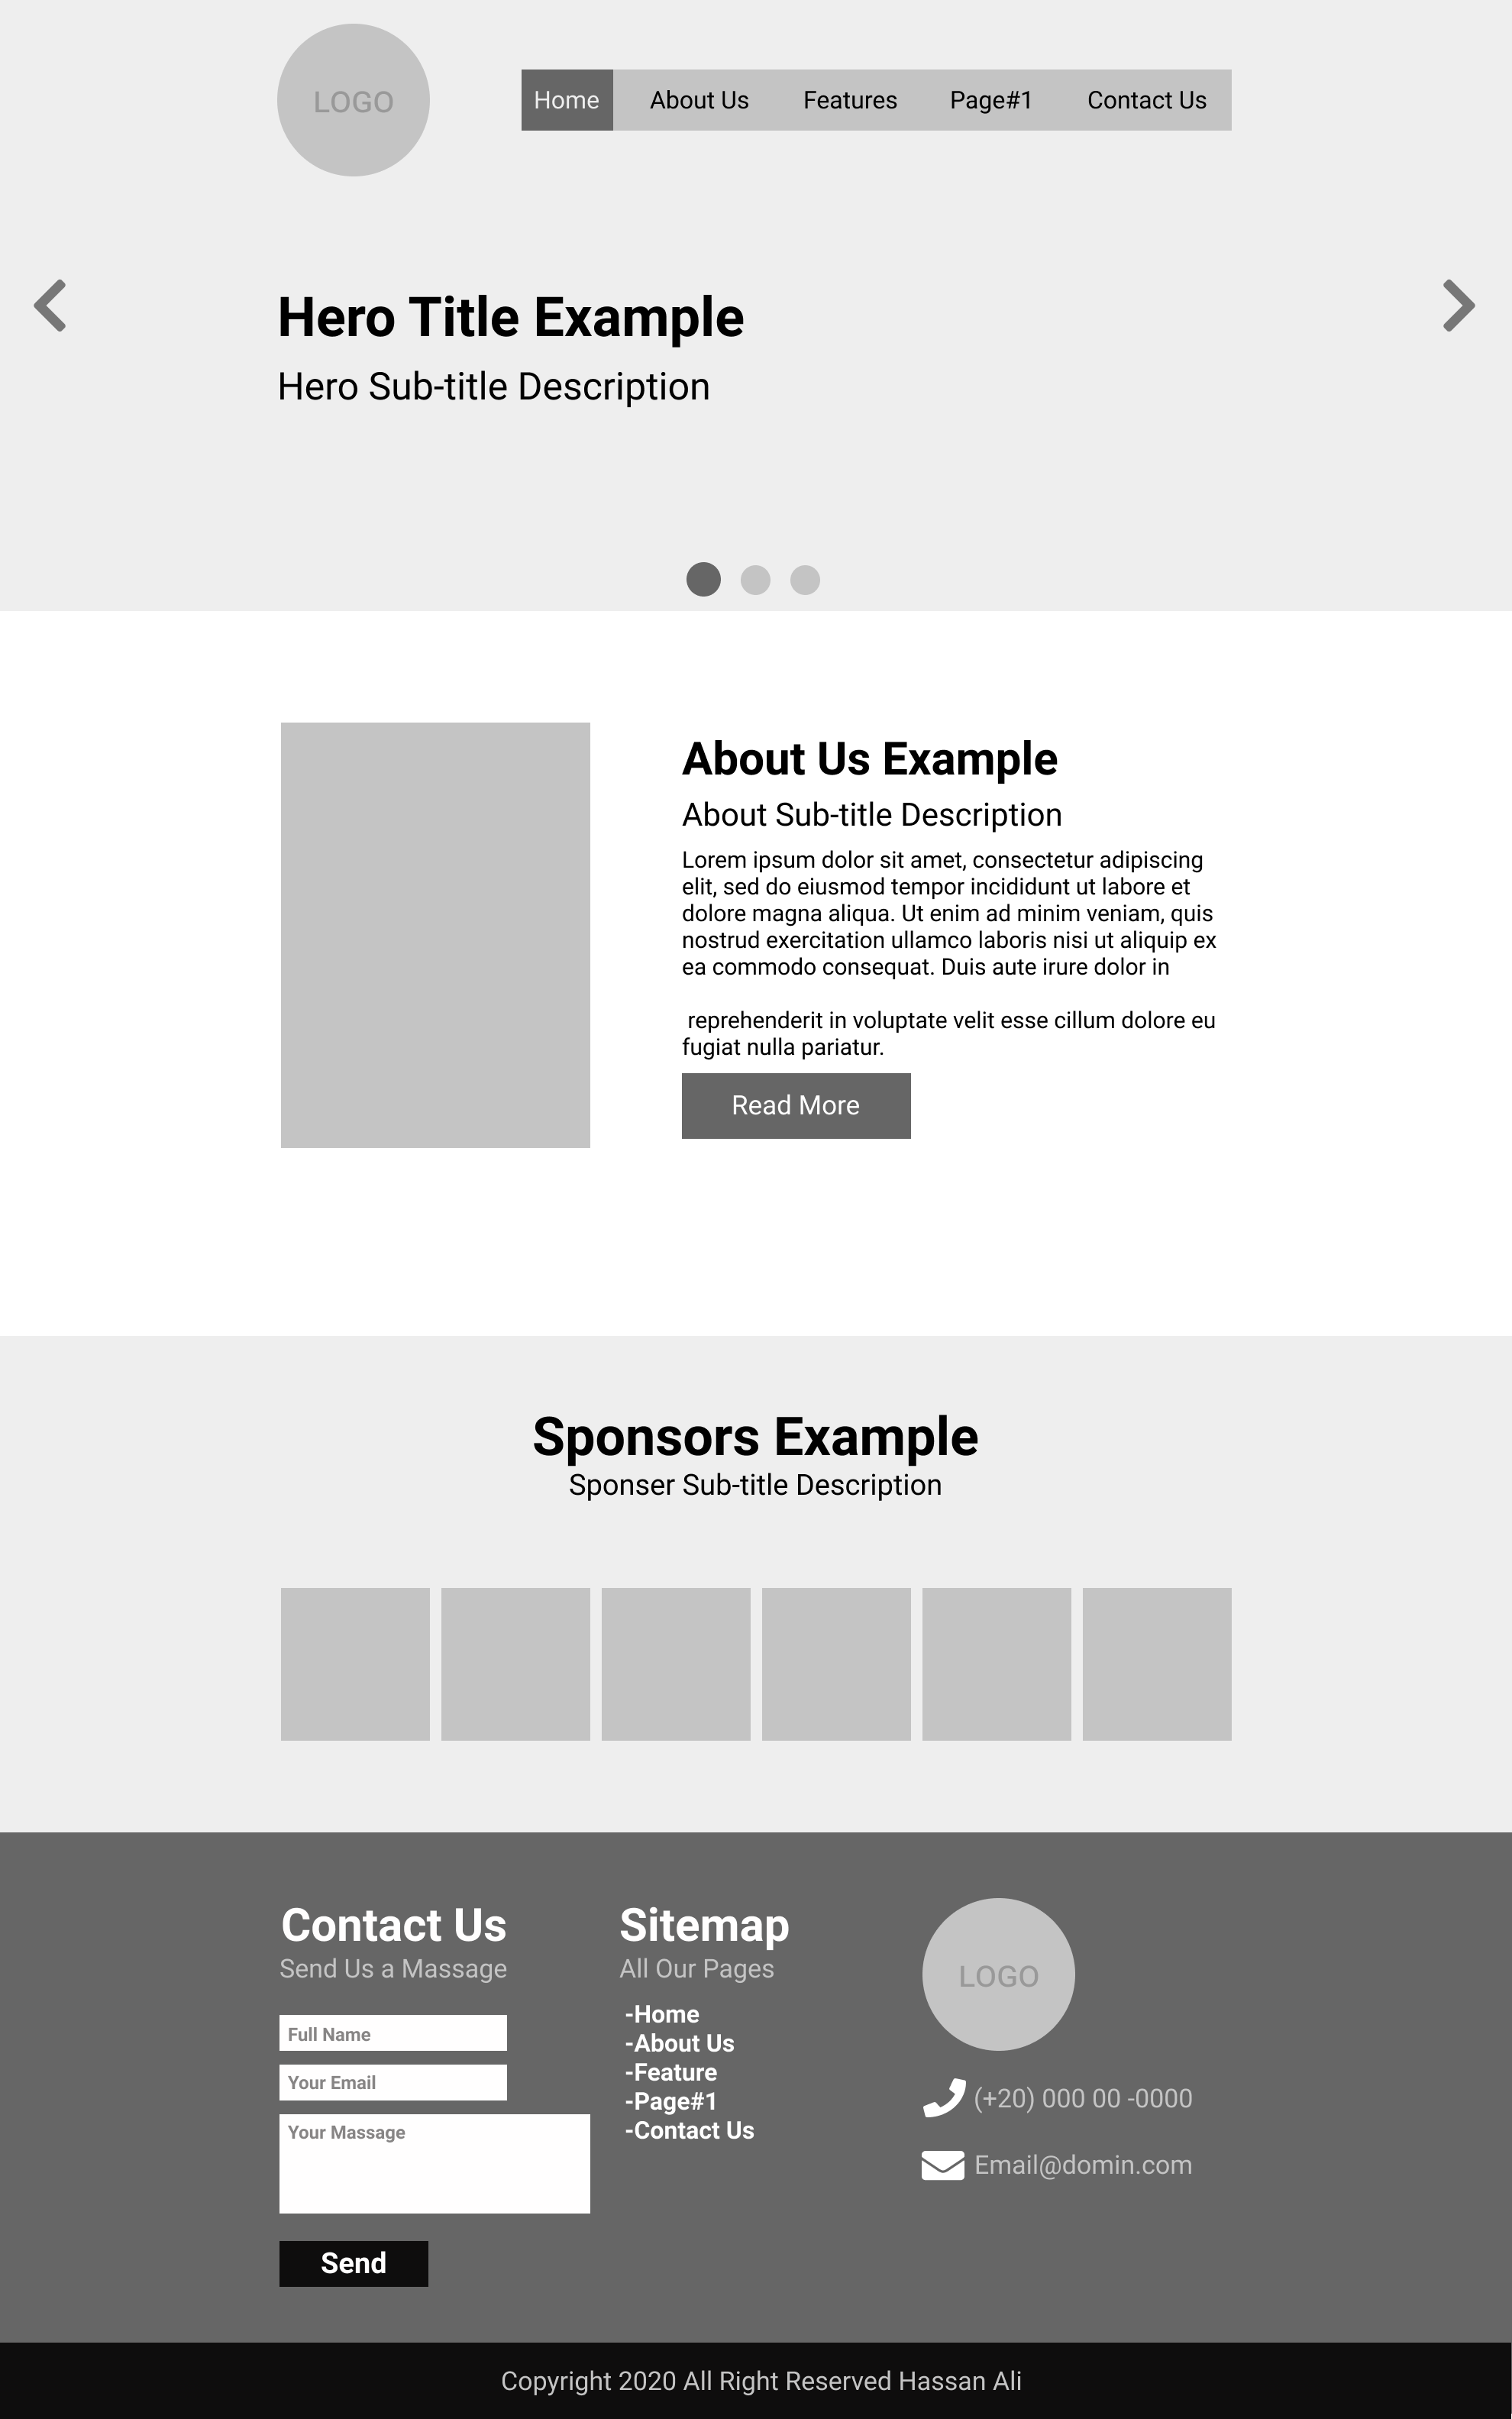 LOGO
Home About Us Features Page#1 Contact Us
Hero Title Example
Hero Sub-title Description
About Us Example
About Sub-title Description
Lorem ipsum dolor sit amet, consectetur adipiscing
elit, sed do eiusmod tempor incididunt ut labore et
dolore magna aliqua. Ut enim ad minim veniam, quis
nostrud exercitation ullamco laboris nisi ut aliquip ex
ea commodo consequat. Duis aute irure dolor in
reprehenderit in voluptate velit esse cillum dolore eu
fugiat nulla pariatur.
Read More
Sponsors Example
Sponser Sub-title Description
Contact Us
Send Us a Massage
Full Name
Your Email
Your Massage
Send
Sitemap
All Our Pages
-Home
-About Us
-Feature
-Page#1
-Contact Us
LOGO
(+20) 000 00 -0000
Email@domin.com
Copyright 2020 All Right Reserved Hassan Ali